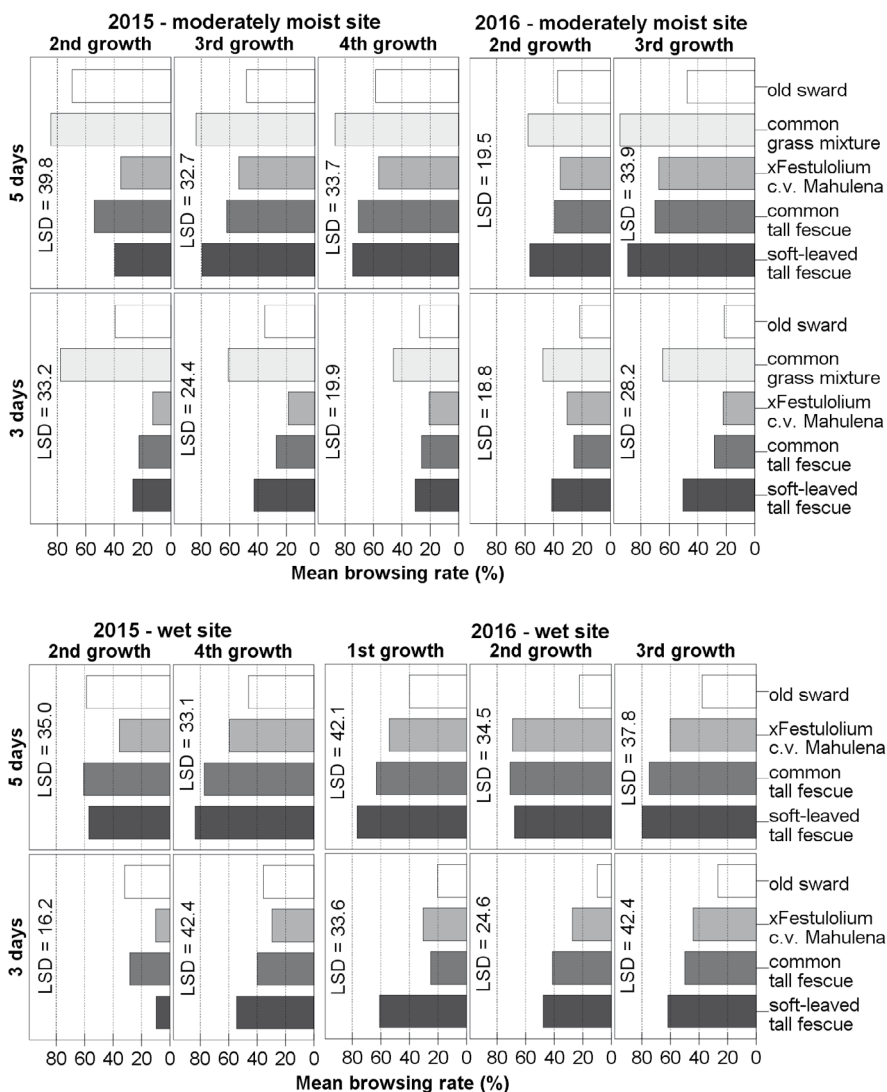 2015 - moderately moist site
2016 - moderately moist site
2nd growth
3rd growth
4th growth
2nd growth
3rd growth
5 days
LSD = 39.8
LSD = 32.7
LSD = 33.7
LSD = 19.5
LSD = 33.9
old sward
common
grass mixture
xFestulolium
c.v. Mahulena
common
tall fescue
soft-leaved
tall fescue
3 days
LSD = 33.2
LSD = 24.4
LSD = 19.9
LSD = 18.8
LSD = 28.2
old sward
common
grass mixture
xFestulolium
c.v. Mahulena
common
tall fescue
soft-leaved
tall fescue
80 60 40 20 0
80 60 40 20 0
80 60 40 20 0
80 60 40 20 0
80 60 40 20 0
Mean browsing rate (%)
2015 - wet site
2016 - wet site
2nd growth
4th growth
1st growth
2nd growth
3rd growth
5 days
LSD = 35.0
LSD = 33.1
LSD = 42.1
LSD = 34.5
LSD = 37.8
old sward
xFestulolium
c.v. Mahulena
common
tall fescue
soft-leaved
tall fescue
3 days
LSD = 16.2
LSD = 42.4
LSD = 33.6
LSD = 24.6
LSD = 42.4
old sward
xFestulolium
c.v. Mahulena
common
tall fescue
soft-leaved
tall fescue
80 60 40 20 0
80 60 40 20 0
80 60 40 20 0
80 60 40 20 0
80 60 40 20 0
Mean browsing rate (%)